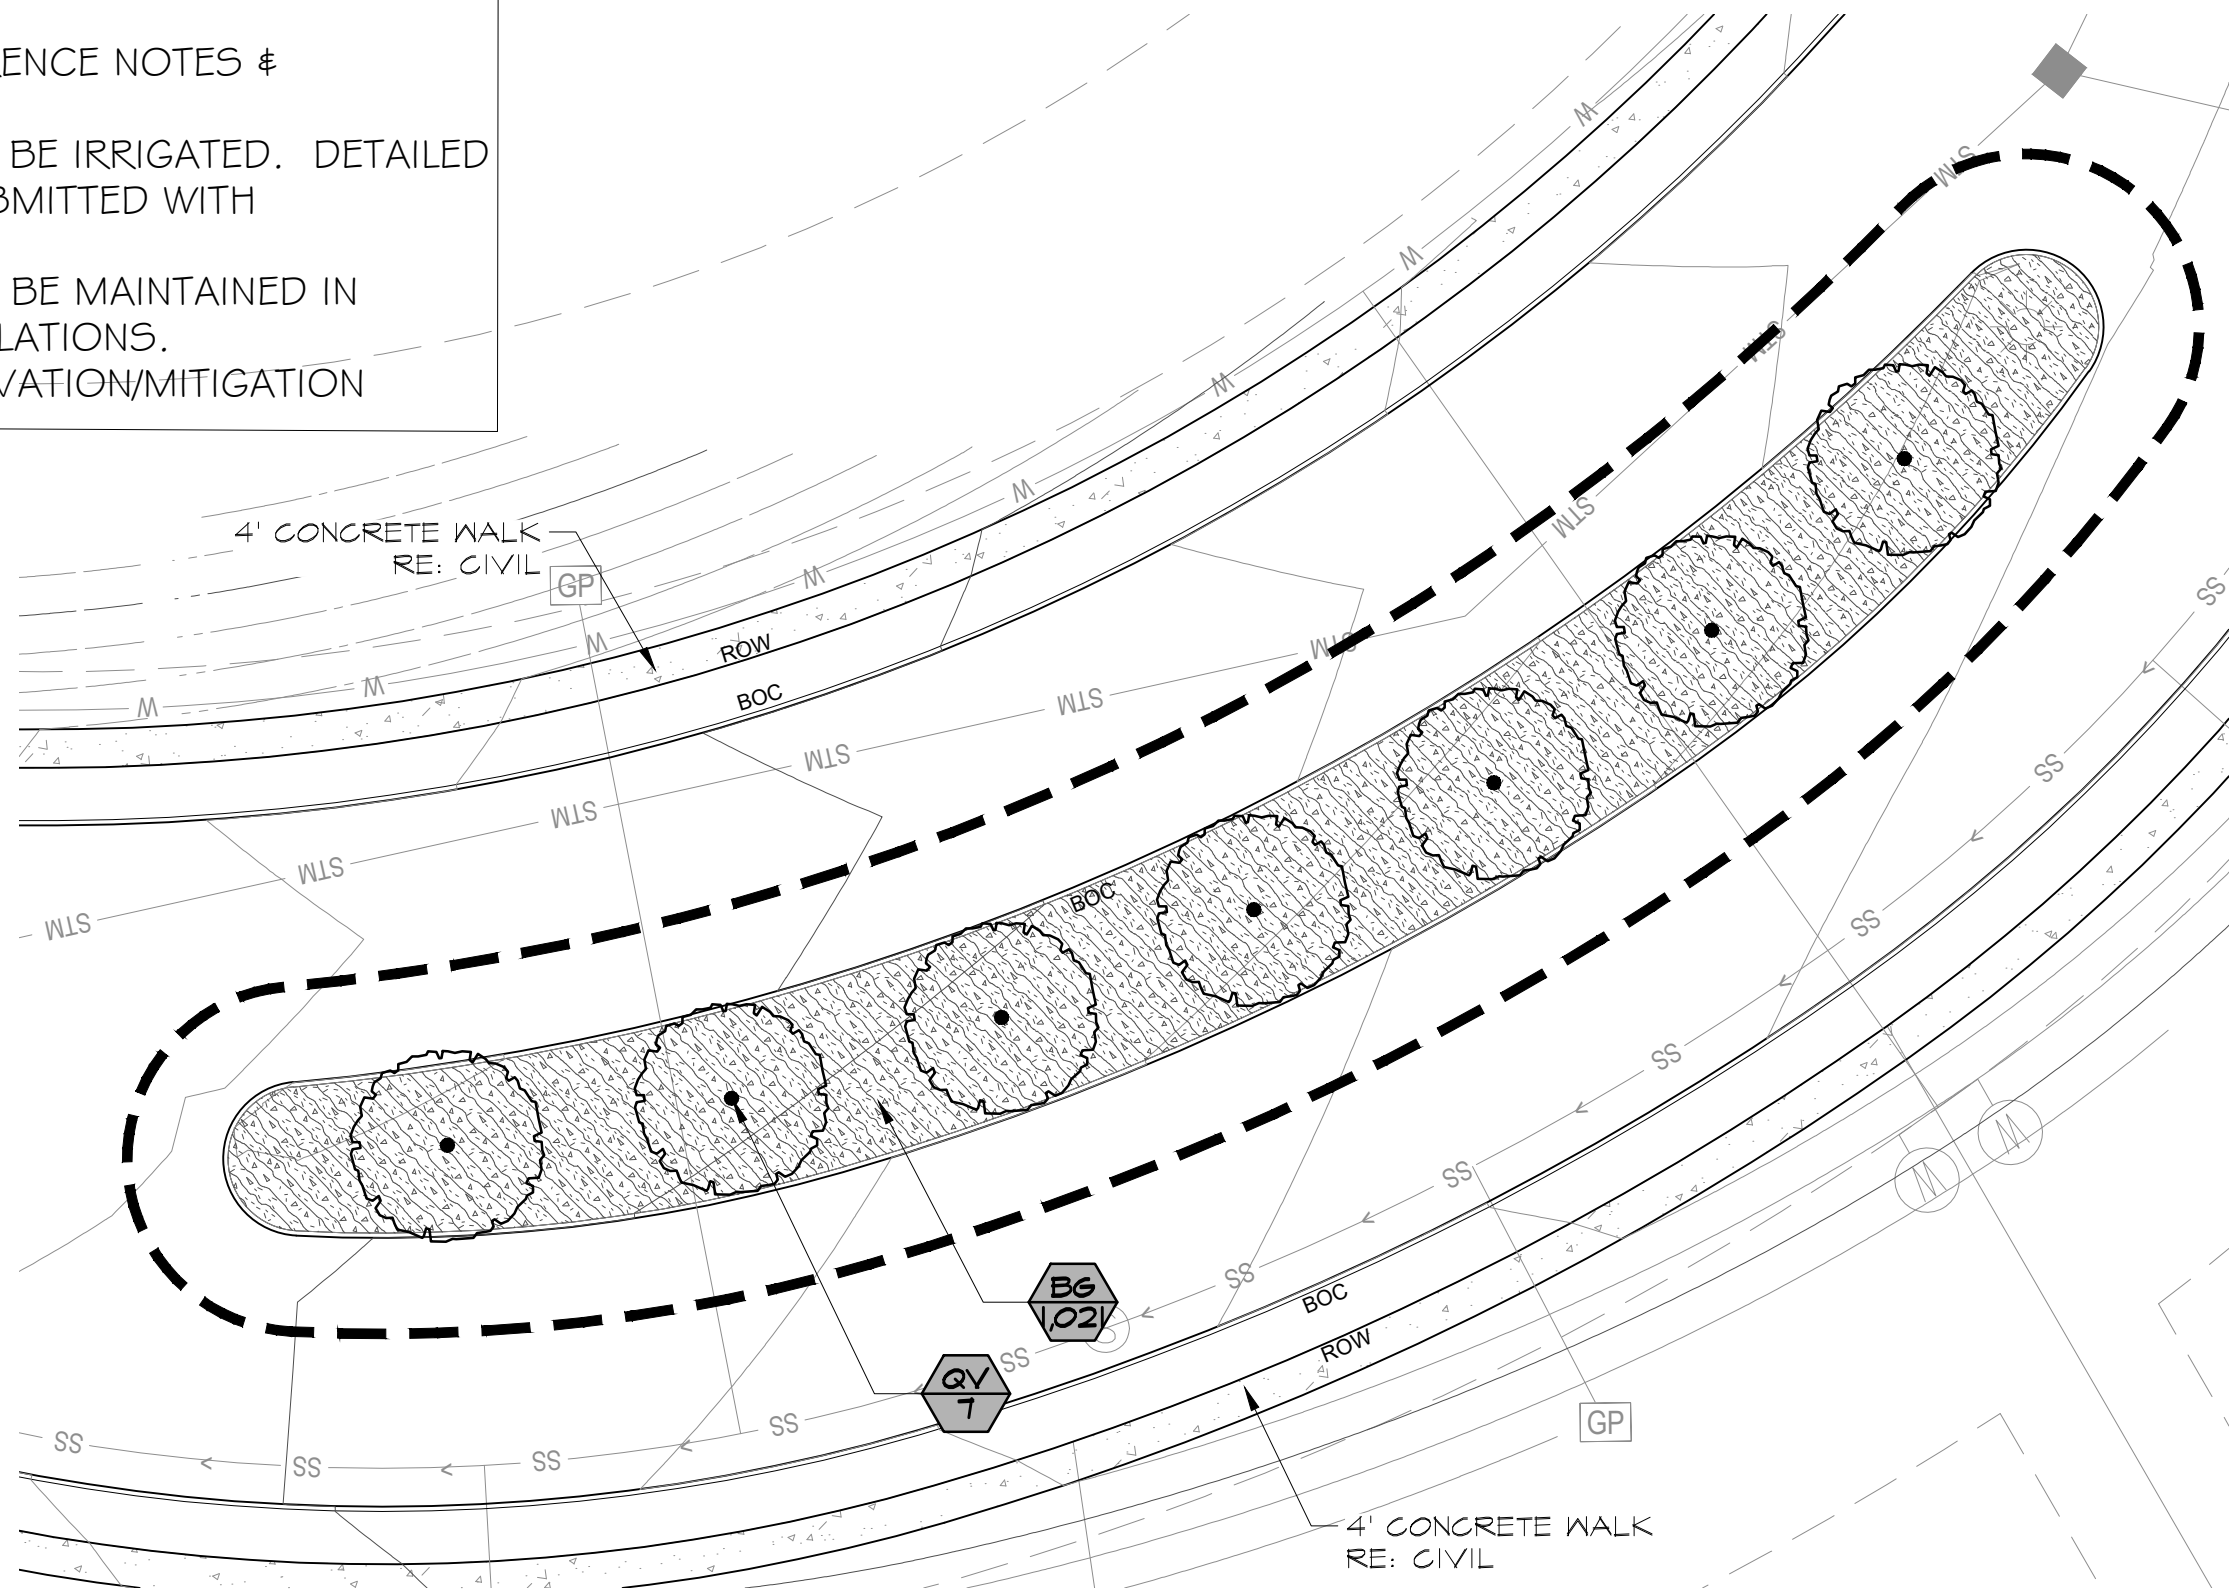 ENCE NOTES &
BE IRRIGATED. DETAILED
BMITTED WITH
BE MAINTAINED IN
LATIONS.
VATION/MITIGATION
4' CONCRETE WALK
RE: CIVIL
GP
W
W
W
W
W
W
W
W
ROW
BOC
STM
STM
STM
STM
STM
STM
STM
STM
STM
BOC
SS
SS
SS
SS
SS
SS
SS
SS
SS
SS
SS
M
M
BG
1,021
S
QV
7
BOC
ROW
GP
4' CONCRETE WALK
RE: CIVIL